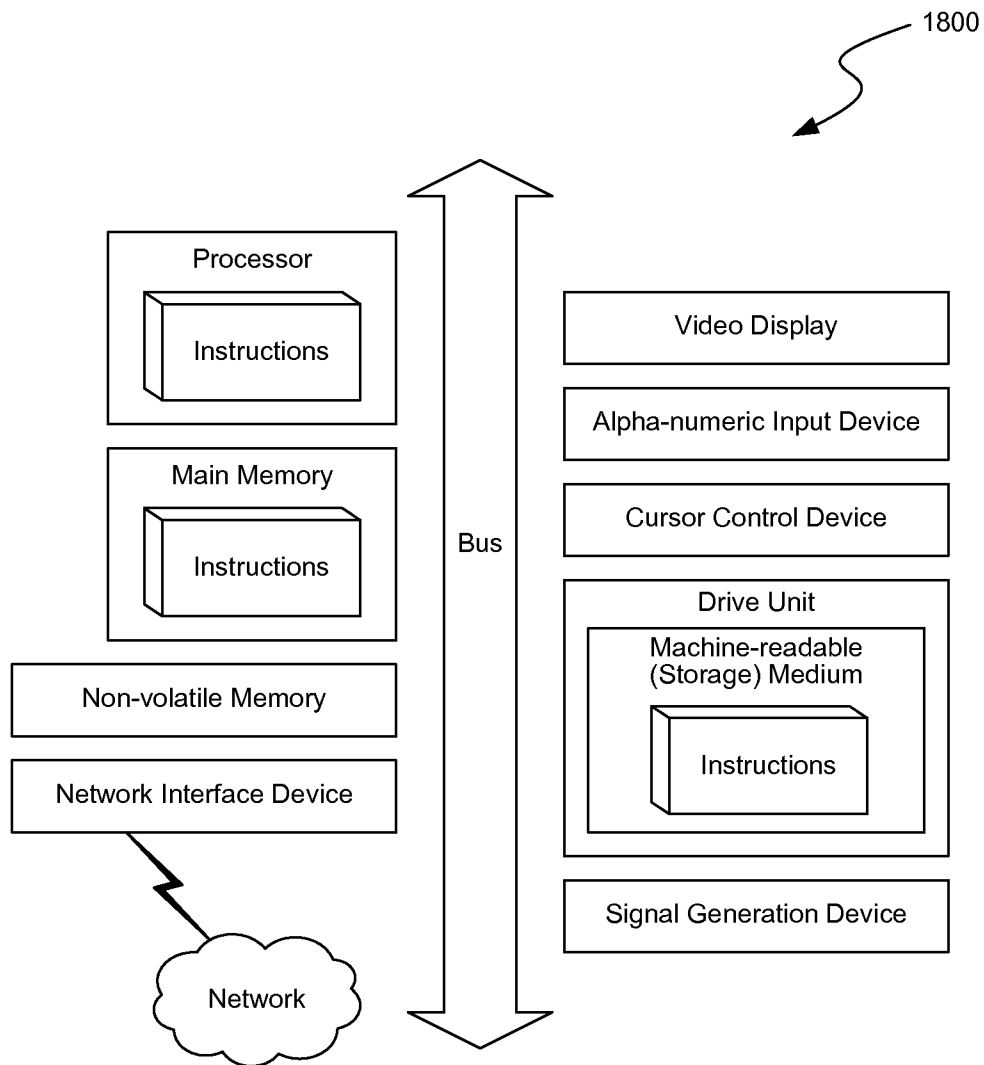 1800
Processor
Instructions
Main Memory
Instructions
Non-volatile Memory
Network Interface Device
Network
Bus
Video Display
Alpha-numeric Input Device
Cursor Control Device
Drive Unit
Machine-readable
(Storage) Medium
Instructions
Signal Generation Device